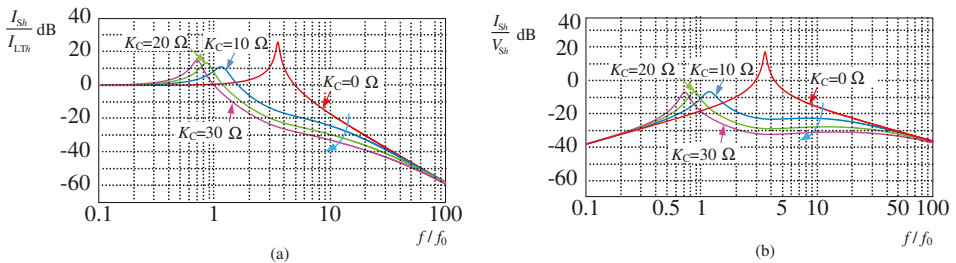 I_Sh / I_LTh dB
20
0
-20
-40
-60
K_C=20 Ω
K_C=10 Ω
K_C=0 Ω
K_C=30 Ω
0.1 1 10 100
f / f_0
(a)
I_Sh / V_Sh dB
20
0
-20
-40
-60
K_C=20 Ω
K_C=10 Ω
K_C=0 Ω
K_C=30 Ω
0.1 0.5 1 5 10 50 100
f / f_0
(b)